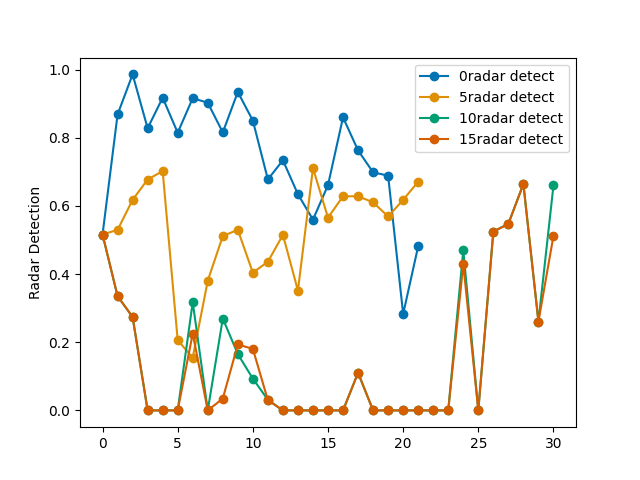 1.0
0.8
0.6
0.4
0.2
0.0
Radar Detection
0 5 10 15 20 25 30
0radar detect
5radar detect
10radar detect
15radar detect